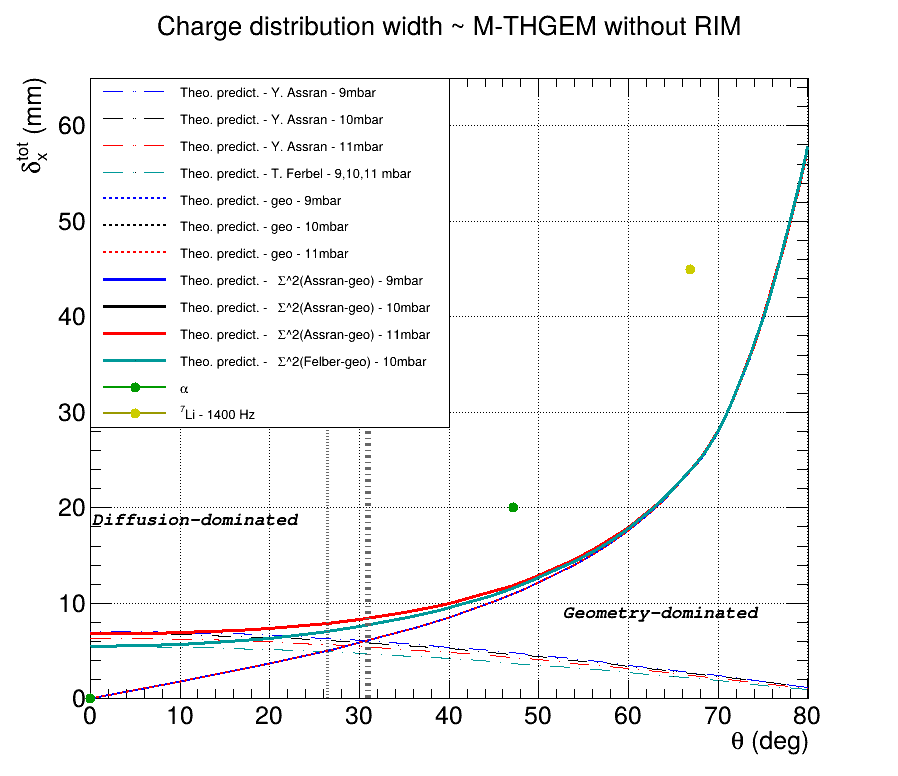 Charge distribution width ~ M-THGEM without RIM
δ_x^tot (mm)
Theo. predict. - Y. Assran - 9mbar
Theo. predict. - Y. Assran - 10mbar
Theo. predict. - Y. Assran - 11mbar
Theo. predict. - T. Ferbel - 9,10,11 mbar
Theo. predict. - geo - 9mbar
Theo. predict. - geo - 10mbar
Theo. predict. - geo - 11mbar
Theo. predict. - Σ^2(Assran-geo) - 9mbar
Theo. predict. - Σ^2(Assran-geo) - 10mbar
Theo. predict. - Σ^2(Assran-geo) - 11mbar
Theo. predict. - Σ^2(Felber-geo) - 10mbar
α
⁷Li - 1400 Hz
60
50
40
30
20
10
0
Diffusion-dominated
Geometry-dominated
0 10 20 30 40 50 60 70 80
θ (deg)